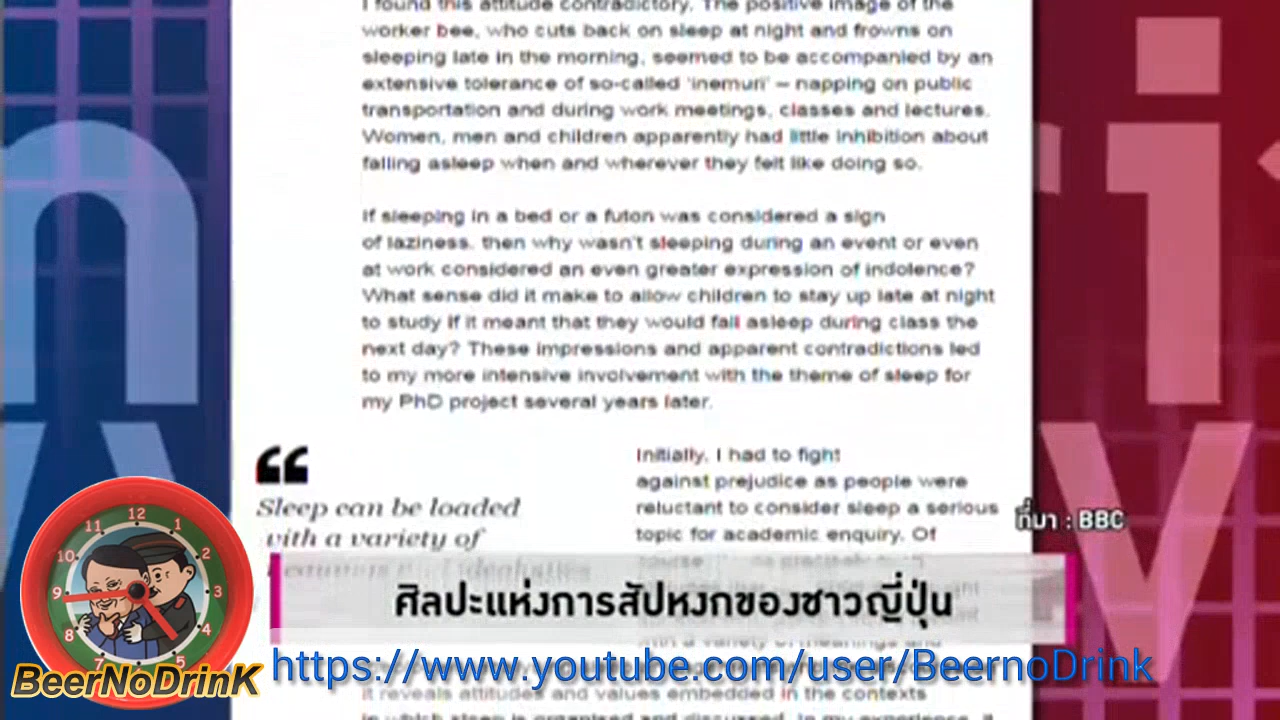 I found this attitude contradictory. The positive image of the
worker bee, who cuts back on sleep at night and frowns on
sleeping late in the morning, seemed to be accompanied by an
extensive tolerance of so-called 'inemuri' – napping on public
transportation and during work meetings, classes and lectures.
Women, men and children apparently had little inhibition about
falling asleep when and wherever they felt like doing so.
If sleeping in a bed or a futon was considered a sign
of laziness, then why wasn't sleeping during an event or even
at work considered an even greater expression of indolence?
What sense did it make to allow children to stay up late at night
to study if it meant that they would fall asleep during class the
next day? These impressions and apparent contradictions led
to my more intensive involvement with the theme of sleep for
my PhD project several years later.
“
Sleep can be loaded
with a variety of
Initially, I had to fight
against prejudice as people were
reluctant to consider sleep a serious
topic for academic enquiry. Of
ที่มา : BBC
ศิลปะแห่งการสัปหงกของชาวญี่ปุ่น
https://www.youtube.com/user/BeernoDrink
it reveals attitudes and values embedded in the contexts
12
1
2
3
4
5
7
8
9
10
11
BeerNoDrinK